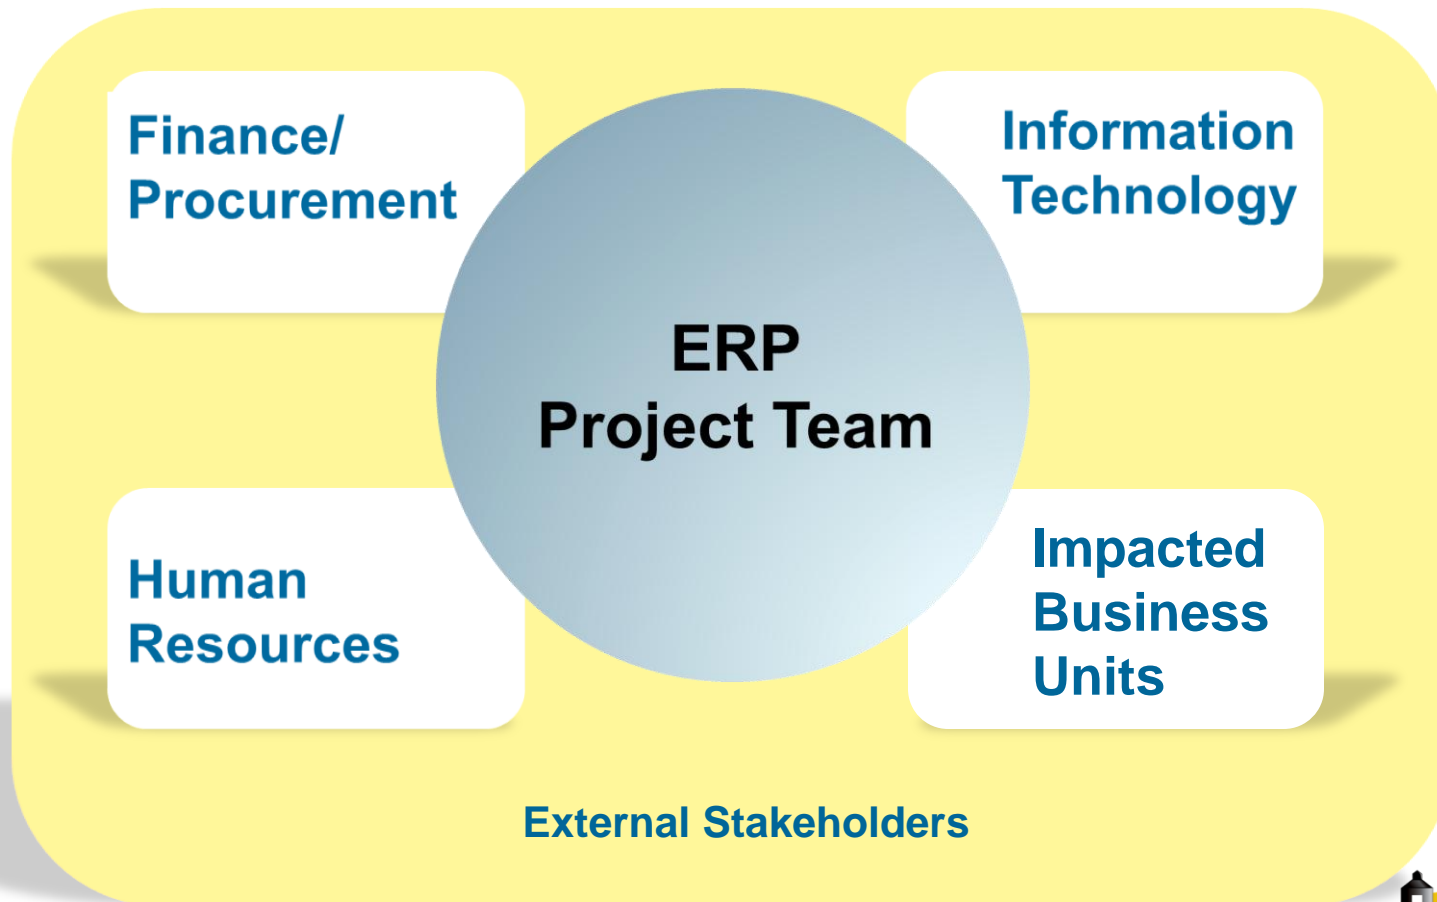 Finance/
Procurement
Information
Technology
ERP
Project Team
Human
Resources
Impacted
Business
Units
External Stakeholders